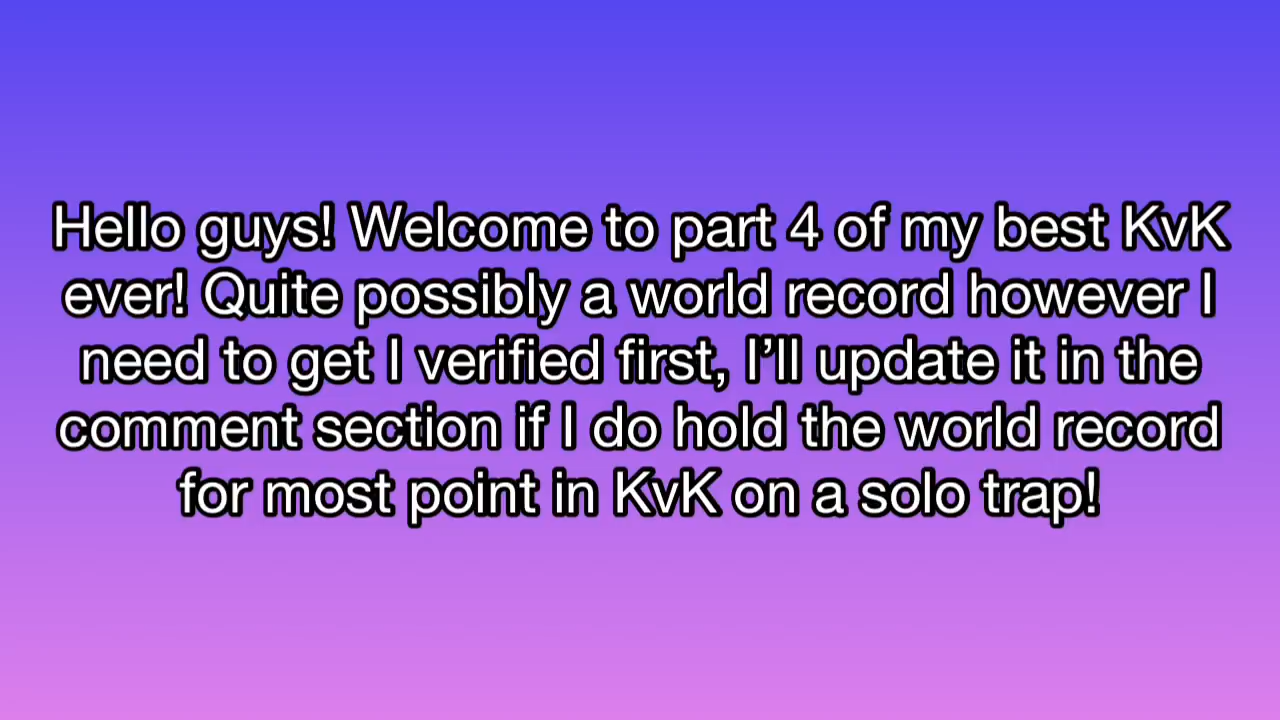 Hello guys! Welcome to part 4 of my best KvK
ever! Quite possibly a world record however I
need to get I verified first, I’ll update it in the
comment section if I do hold the world record
for most point in KvK on a solo trap!